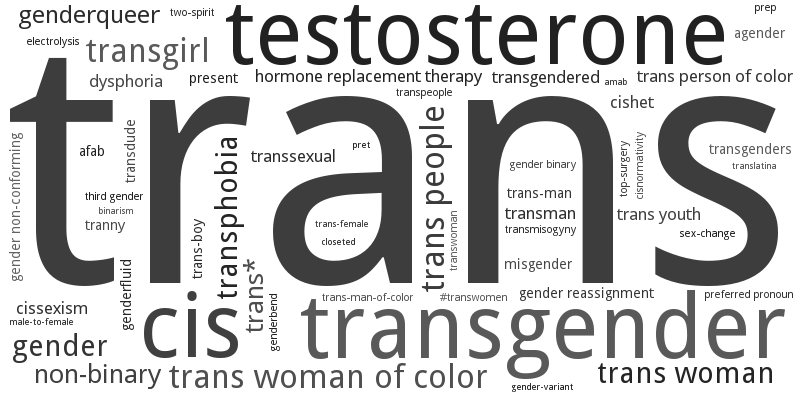 genderqueer
two-spirit
testosterone
prep
agender
electrolysis
transgirl
dysphoria
present
hormone replacement therapy
transgendered
amab
trans person of color
transpeople
cishet
trans
gender non-conforming
afab
transdude
transphobia
transsexual
pret
trans people
gender binary
top-surgery
cisnormativity
transgenders
translatina
third gender
binarism
tranny
trans-boy
trans-female
closeted
transwoman
trans-man
transman
transmisogyny
trans youth
sex-change
misgender
genderfluid
trans*
genderbend
cissexism
male-to-female
cis
trans-man-of-color
#transwomen
gender reassignment
preferred pronoun
transgender
gender
non-binary
trans woman of color
gender-variant
trans woman